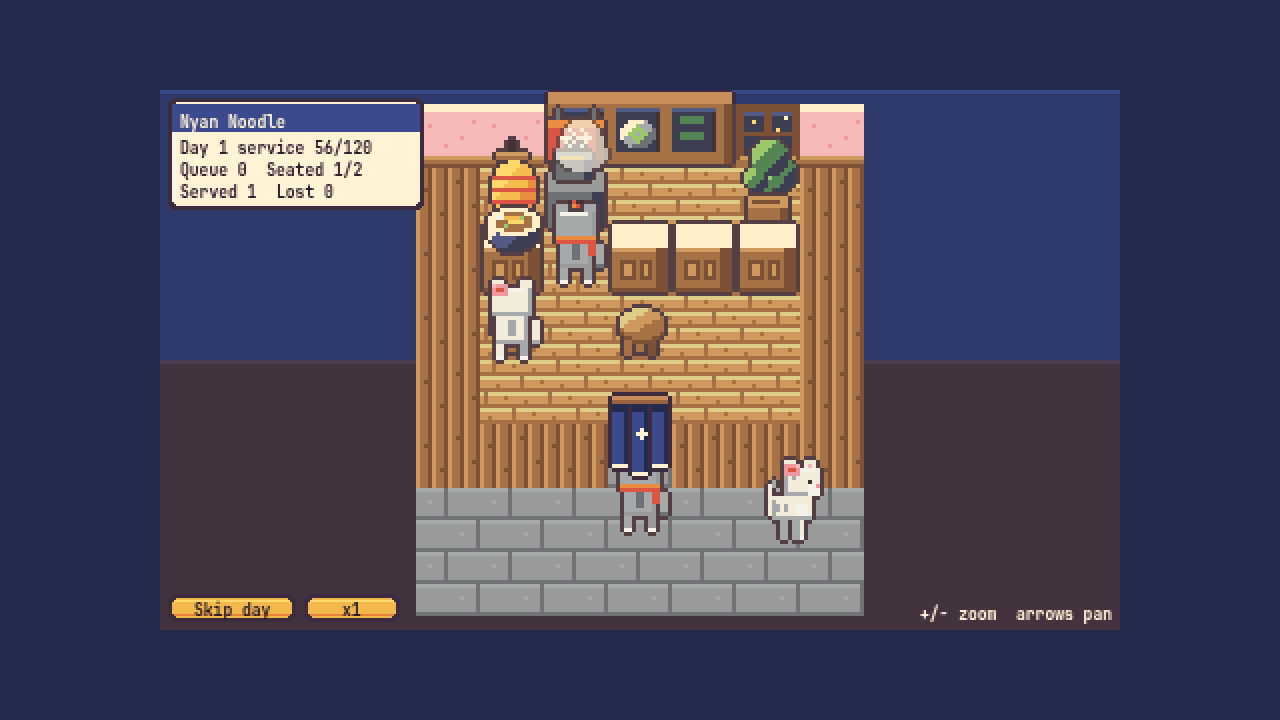 Nyan Noodle
Day 1 service 56/120
Queue 0 Seated 1/2
Served 1 Lost 0
Skip day
x1
+/- zoom arrows pan